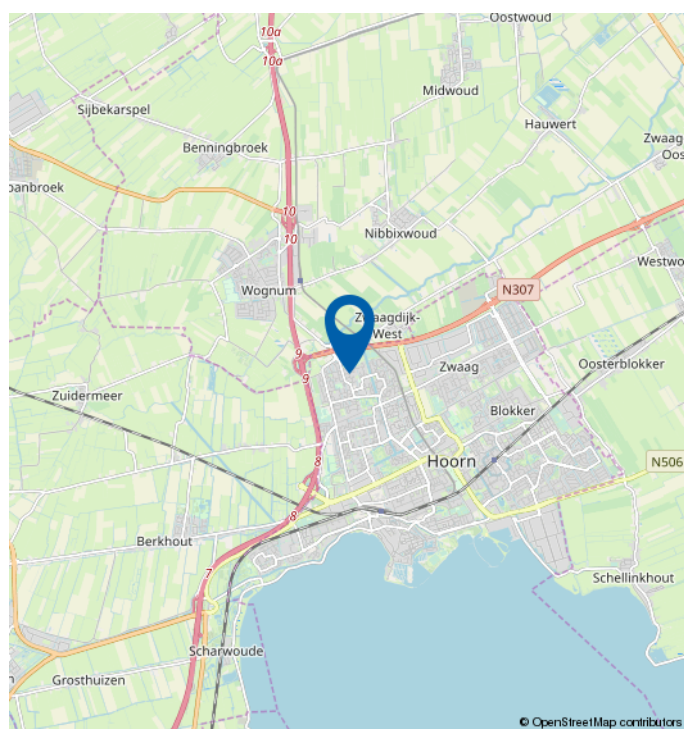 10a
Oostwoud
10a
Midwoud
Sijbekarspel
Hauwert
Benningbroek
Zwaag
Oos
oanbroek
10
Nibbixwoud
10
Westwo
Wognum
N307
Zwaagdijk-
West
9
9
Zwaag
Oosterblokker
Zuidermeer
Blokker
8
Hoorn
N506
8
Berkhout
7
Schellinkhout
Scharwoude
Grosthuizen
© OpenStreetMap contributors